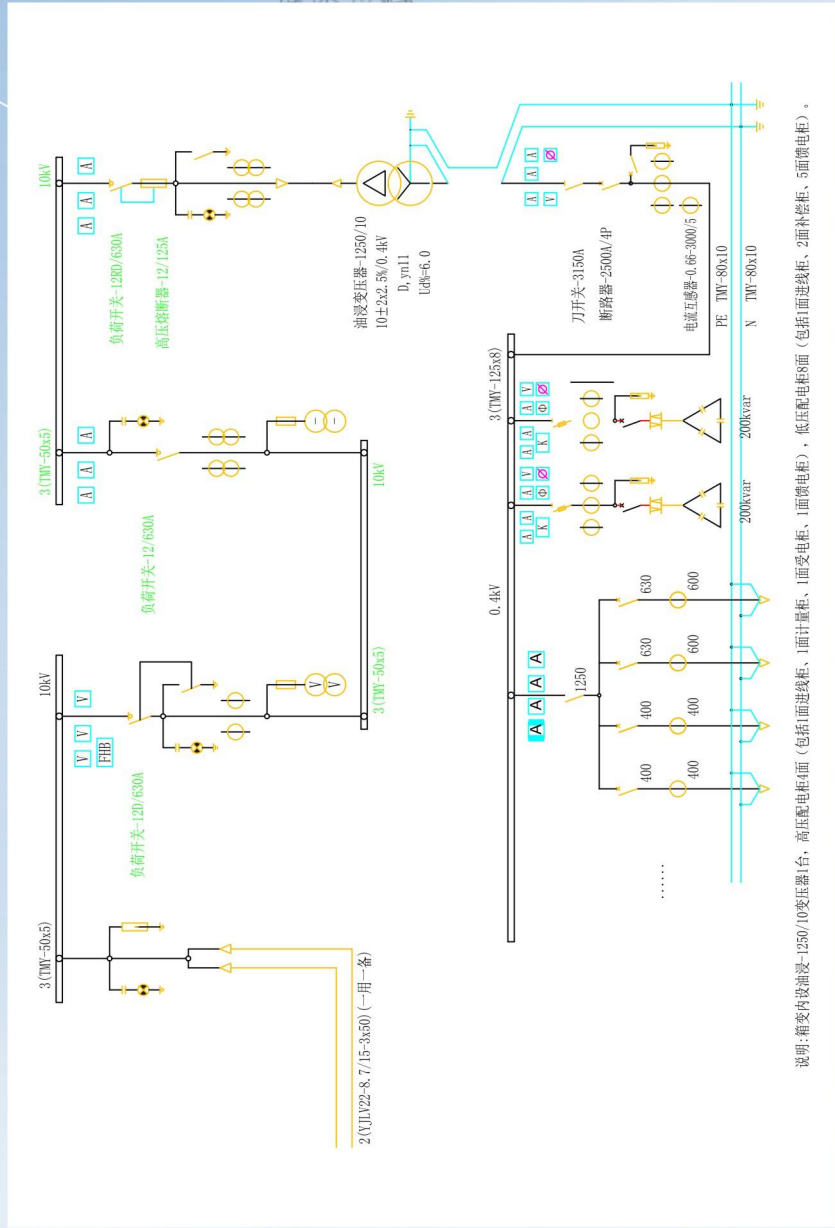 3(TMY-50x5)
10kV
3(TMY-50x5)
10kV
V
V
V
FHB
A
A
A
A
A
A
负荷开关-12D/630A
负荷开关-12/630A
负荷开关-12RD/630A
高压熔断器-12/125A
V
V
-
-
3(TMY-50x5)
10kV
2(YJLV22-8.7/15-3x50)(一用一备)
油浸变压器-1250/10
10±2x2.5%/0.4kV
D,yn11
Ud%=6.0
0.4kV
3(TMY-125x8)
A
A
A
A
A
A
A
V
K
Φ
Ø
A
A
A
V
K
Φ
Ø
A
A
A
V
Ø
刀开关-3150A
断路器-2500A/4P
电流互感器-0.66-3000/5
1250
400
400
630
630
400
400
600
600
200kvar
200kvar
PE TMY-80x10
N TMY-80x10
......
说明:箱变内设油浸-1250/10变压器1台，高压配电柜4面（包括1面进线柜、1面计量柜、1面受电柜、1面馈电柜），低压配电柜8面（包括1面进线柜、2面补偿柜、5面馈电柜）。